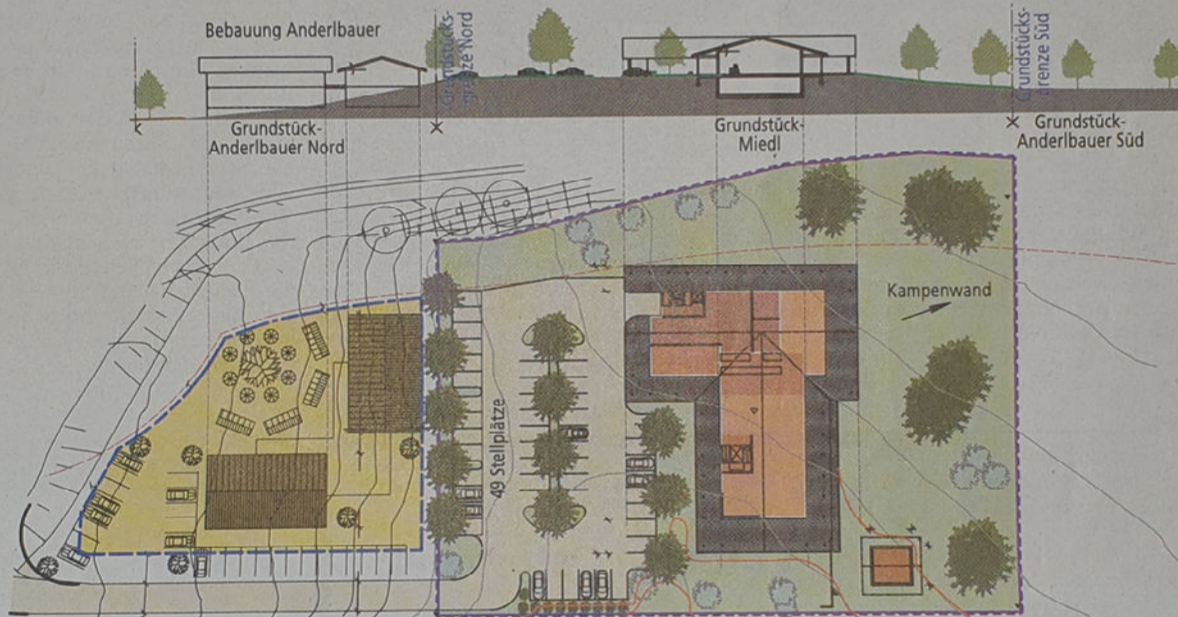 Bebauung Anderlbauer
Grundstücks-
grenze Nord
Grundstücks-
grenze Süd
Grundstück-
Anderlbauer Nord
Grundstück-
Miedl
Grundstück-
Anderlbauer Süd
Kampenwand
49 Stellplätze